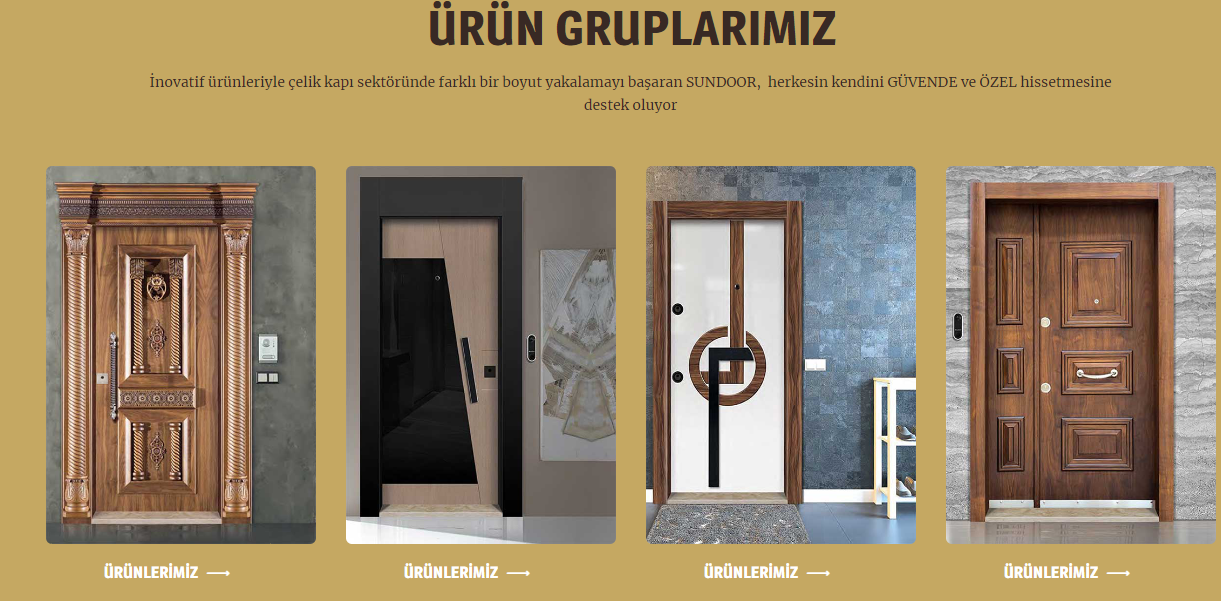 ÜRÜN GRUPLARIMIZ
İnovatif ürünleriyle çelik kapı sektöründe farklı bir boyut yakalamayı başaran SUNDOOR,  herkesin kendini GÜVENDE ve ÖZEL hissetmesine
destek oluyor
ÜRÜNLERİMİZ
ÜRÜNLERİMİZ
ÜRÜNLERİMİZ
ÜRÜNLERİMİZ